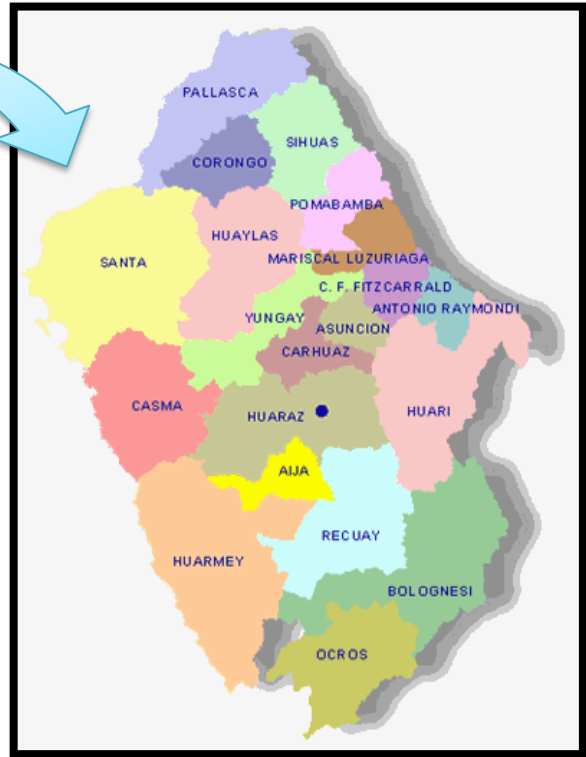 PALLASCA
SIHUAS
CORONGO
POMABAMBA
HUAYLAS
MARISCAL LUZURIAGA
SANTA
C. F. FITZCARRALD
ANTONIO RAYMONDI
YUNGAY
ASUNCION
CARHUAZ
CASMA
HUARAZ
HUARI
AIJA
RECUAY
HUARMEY
BOLOGNESI
OCROS